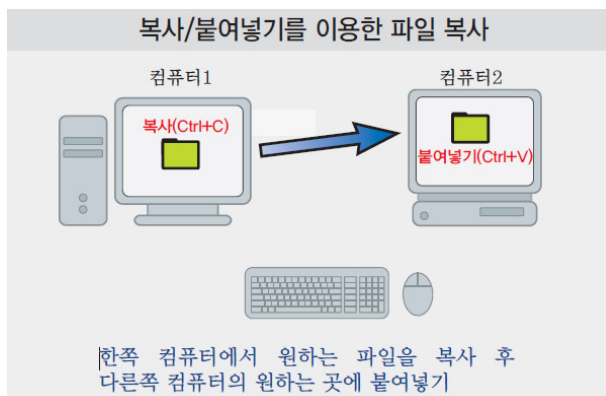 복사/붙여넣기를 이용한 파일 복사
컴퓨터1
컴퓨터2
복사(Ctrl+C)
붙여넣기(Ctrl+V)
한쪽 컴퓨터에서 원하는 파일을 복사 후
다른쪽 컴퓨터의 원하는 곳에 붙여넣기